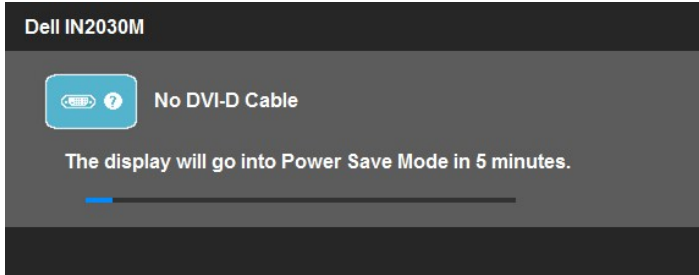 Dell IN2030M
?
No DVI-D Cable
The display will go into Power Save Mode in 5 minutes.